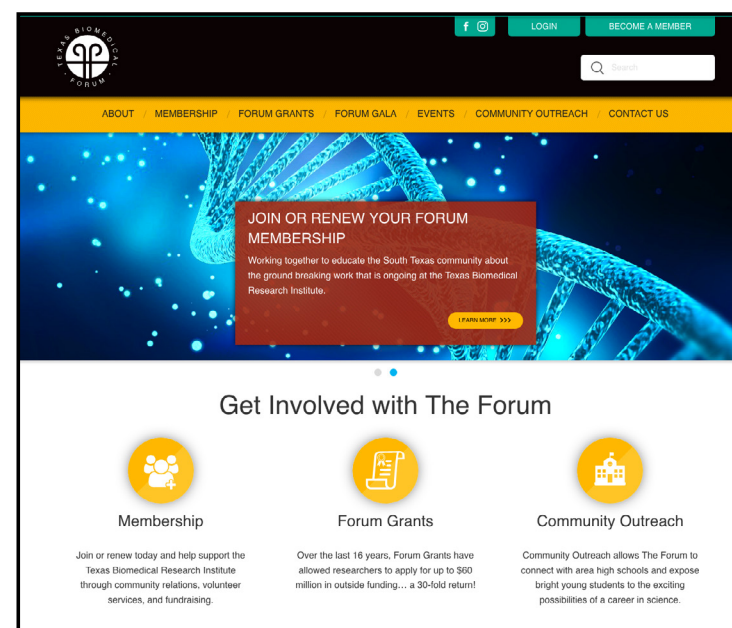 TEXAS BIOMEDICAL
FORUM
LOGIN
BECOME A MEMBER
Search
ABOUT / MEMBERSHIP / FORUM GRANTS / FORUM GALA / EVENTS / COMMUNITY OUTREACH / CONTACT US
JOIN OR RENEW YOUR FORUM
MEMBERSHIP
Working together to educate the South Texas community about
the ground breaking work that is ongoing at the Texas Biomedical
Research Institute.
LEARN MORE >>>
Get Involved with The Forum
Membership
Join or renew today and help support the
Texas Biomedical Research Institute
through community relations, volunteer
services, and fundraising.
Forum Grants
Over the last 16 years, Forum Grants have
allowed researchers to apply for up to $60
million in outside funding… a 30-fold return!
Community Outreach
Community Outreach allows The Forum to
connect with area high schools and expose
bright young students to the exciting
possibilities of a career in science.